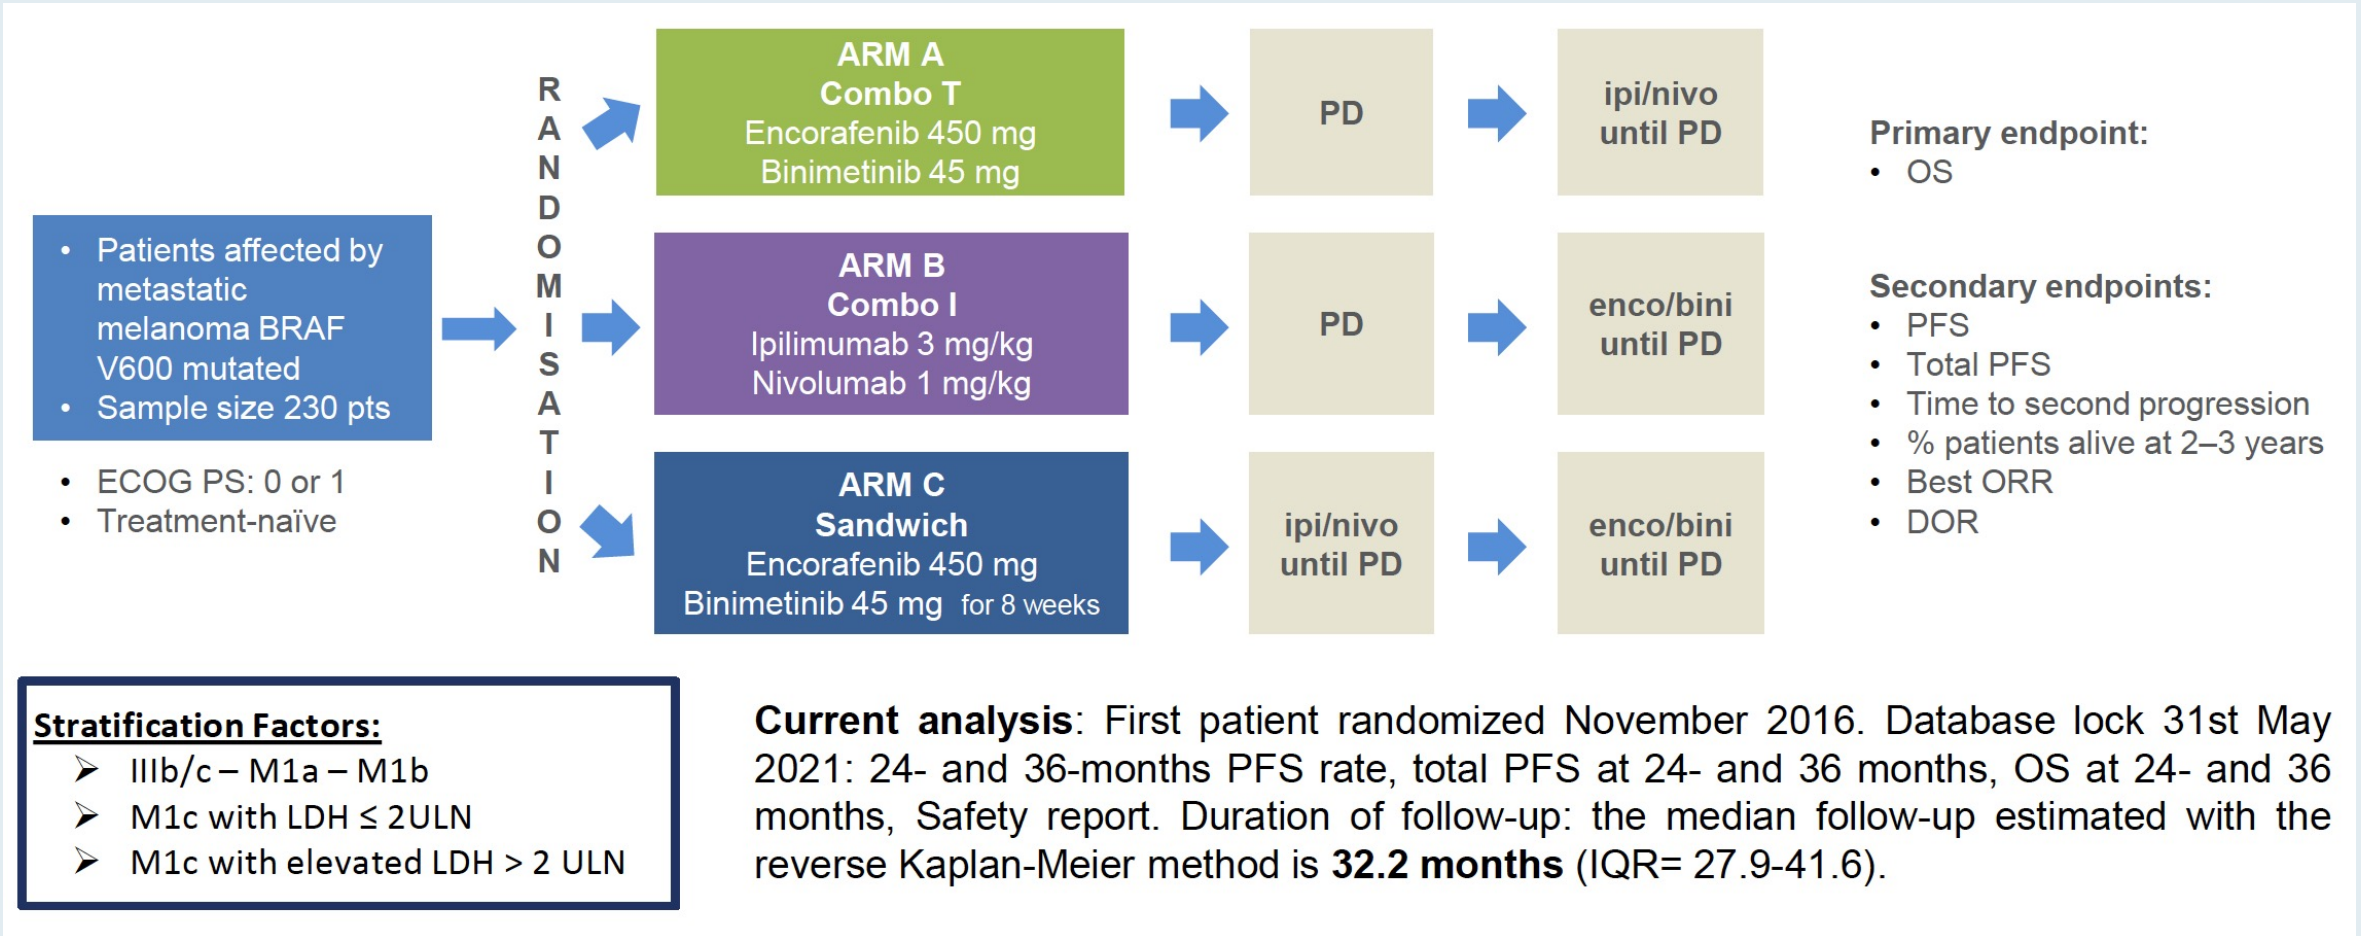 • Patients affected by
metastatic
melanoma BRAF
V600 mutated
• Sample size 230 pts
• ECOG PS: 0 or 1
• Treatment-naïve
RANDOMISATION
ARM A
Combo T
Encorafenib 450 mg
Binimetinib 45 mg
PD
ipi/nivo
until PD
ARM B
Combo I
Ipilimumab 3 mg/kg
Nivolumab 1 mg/kg
PD
enco/bini
until PD
ARM C
Sandwich
Encorafenib 450 mg
Binimetinib 45 mg for 8 weeks
ipi/nivo
until PD
enco/bini
until PD
Primary endpoint:
• OS
Secondary endpoints:
• PFS
• Total PFS
• Time to second progression
• % patients alive at 2–3 years
• Best ORR
• DOR
Stratification Factors:
➢ IIIb/c – M1a – M1b
➢ M1c with LDH ≤ 2ULN
➢ M1c with elevated LDH > 2 ULN
Current analysis: First patient randomized November 2016. Database lock 31st May
2021: 24- and 36-months PFS rate, total PFS at 24- and 36 months, OS at 24- and 36
months, Safety report. Duration of follow-up: the median follow-up estimated with the
reverse Kaplan-Meier method is 32.2 months (IQR= 27.9-41.6).